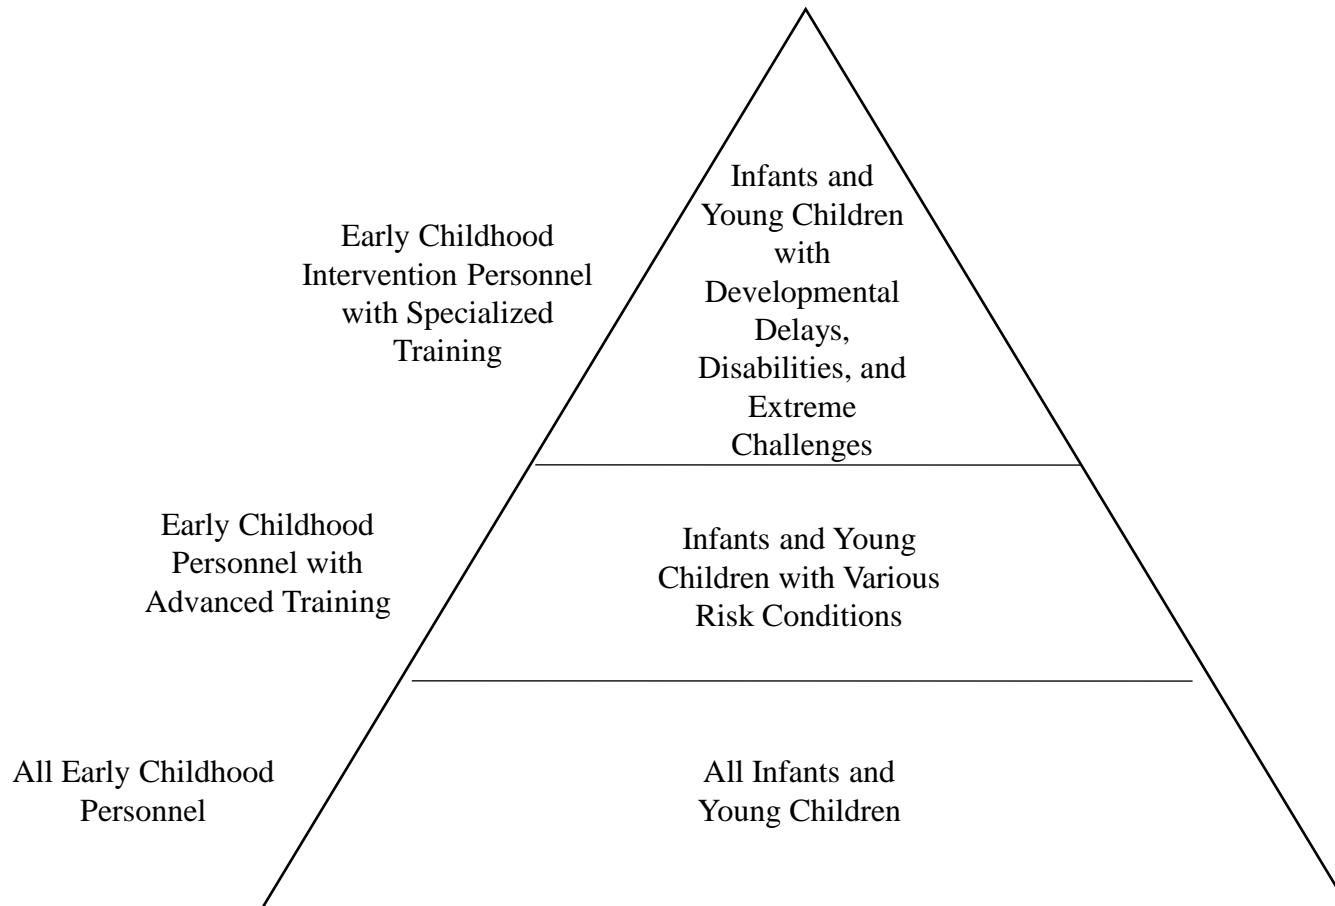 Infants and
Young Children
with
Developmental
Delays,
Disabilities, and
Extreme
Challenges
Early Childhood
Intervention Personnel
with Specialized
Training
Early Childhood
Personnel with
Advanced Training
Infants and Young
Children with Various
Risk Conditions
All Early Childhood
Personnel
All Infants and
Young Children